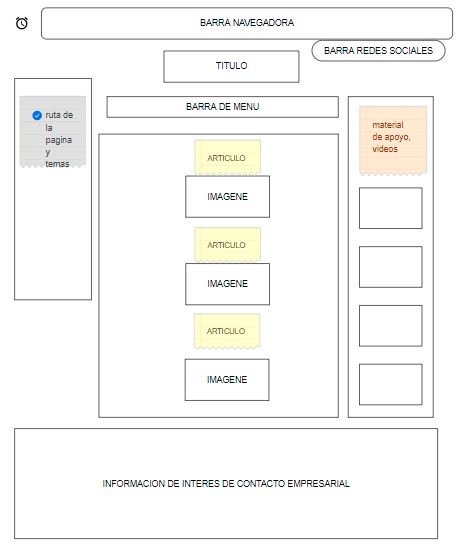 BARRA NAVEGADORA
BARRA REDES SOCIALES
TITULO
BARRA DE MENU
ruta de
la
pagina
y
temas
ARTICULO
IMAGENE
ARTICULO
IMAGENE
ARTICULO
IMAGENE
material
de apoyo,
videos
INFORMACION DE INTERES DE CONTACTO EMPRESARIAL